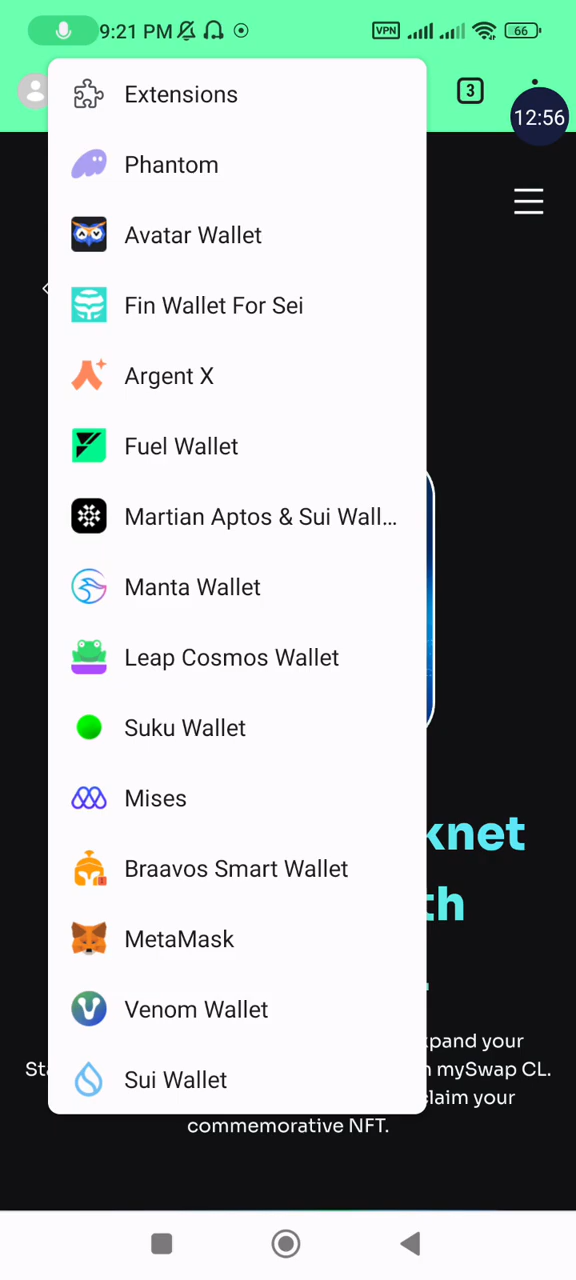 9:21 PM
VPN
66
3
12:56
Extensions
Phantom
Avatar Wallet
Fin Wallet For Sei
Argent X
Fuel Wallet
Martian Aptos & Sui Wall...
Manta Wallet
Leap Cosmos Wallet
Suku Wallet
Mises
knet
Braavos Smart Wallet
th
MetaMask
Venom Wallet
xpand your
St
n mySwap CL.
Sui Wallet
claim your
commemorative NFT.